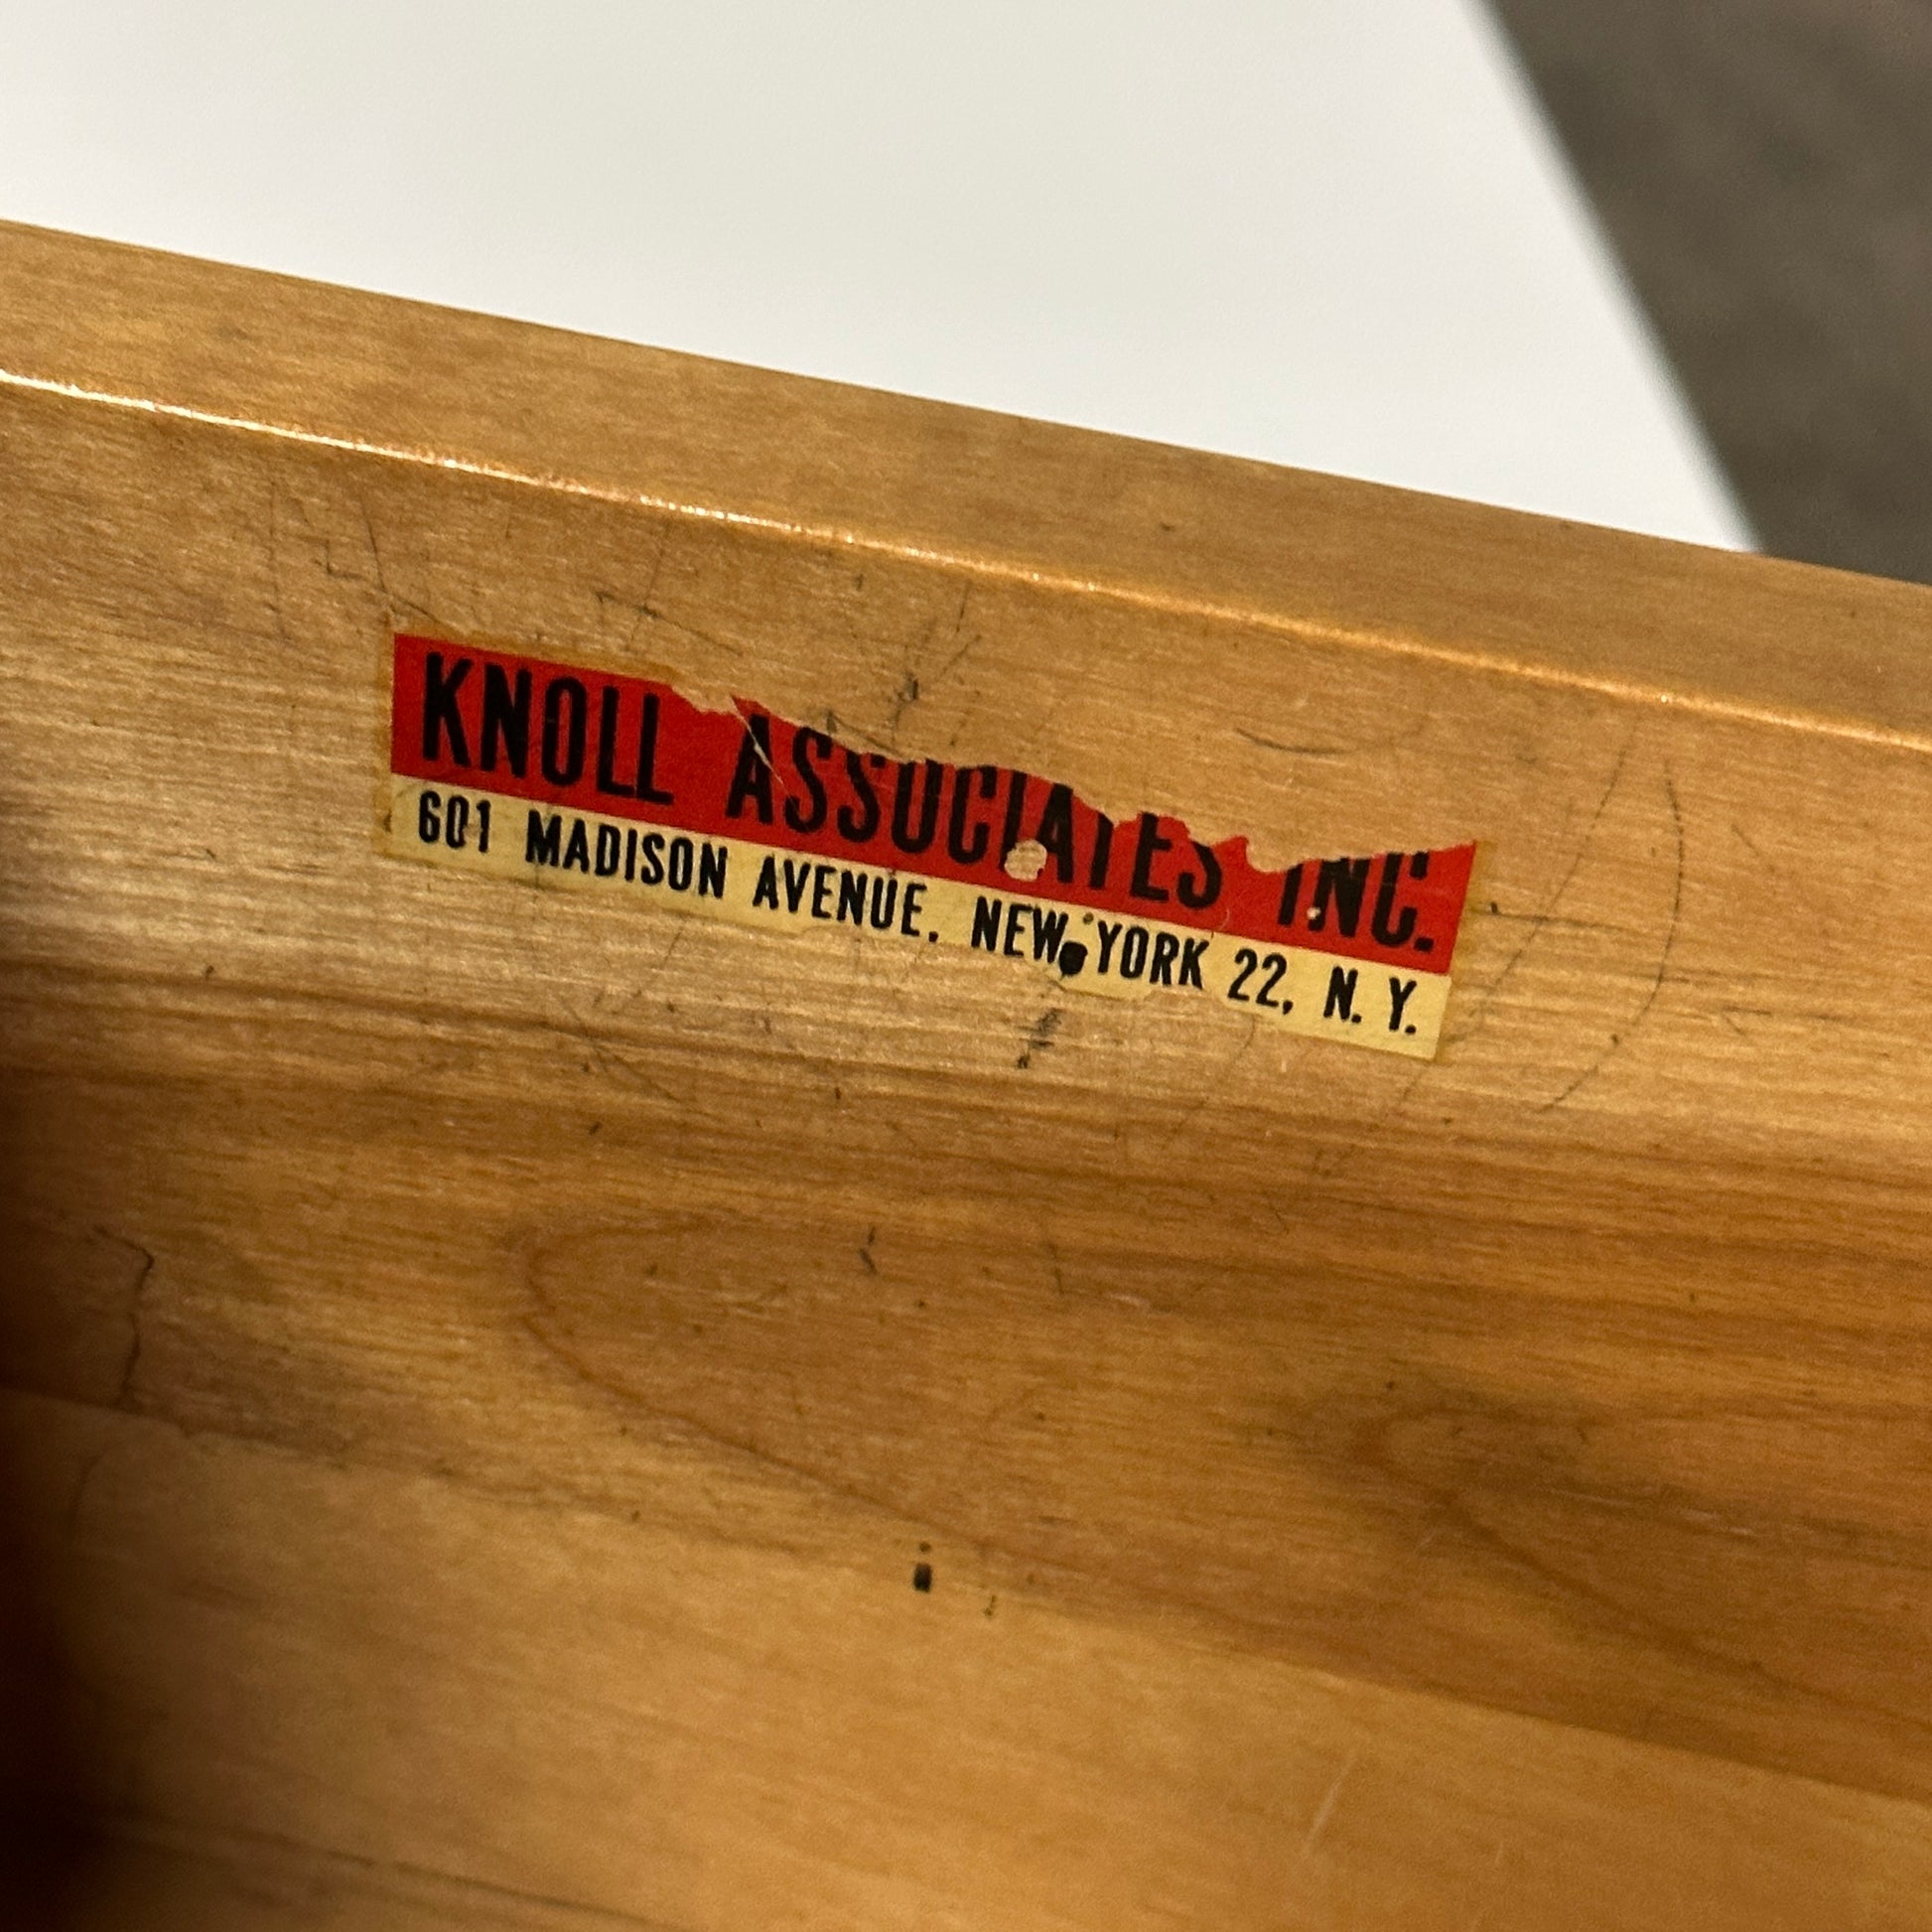 KNOLL ASSOCIATES INC.
601 MADISON AVENUE. NEW YORK 22, N. Y.